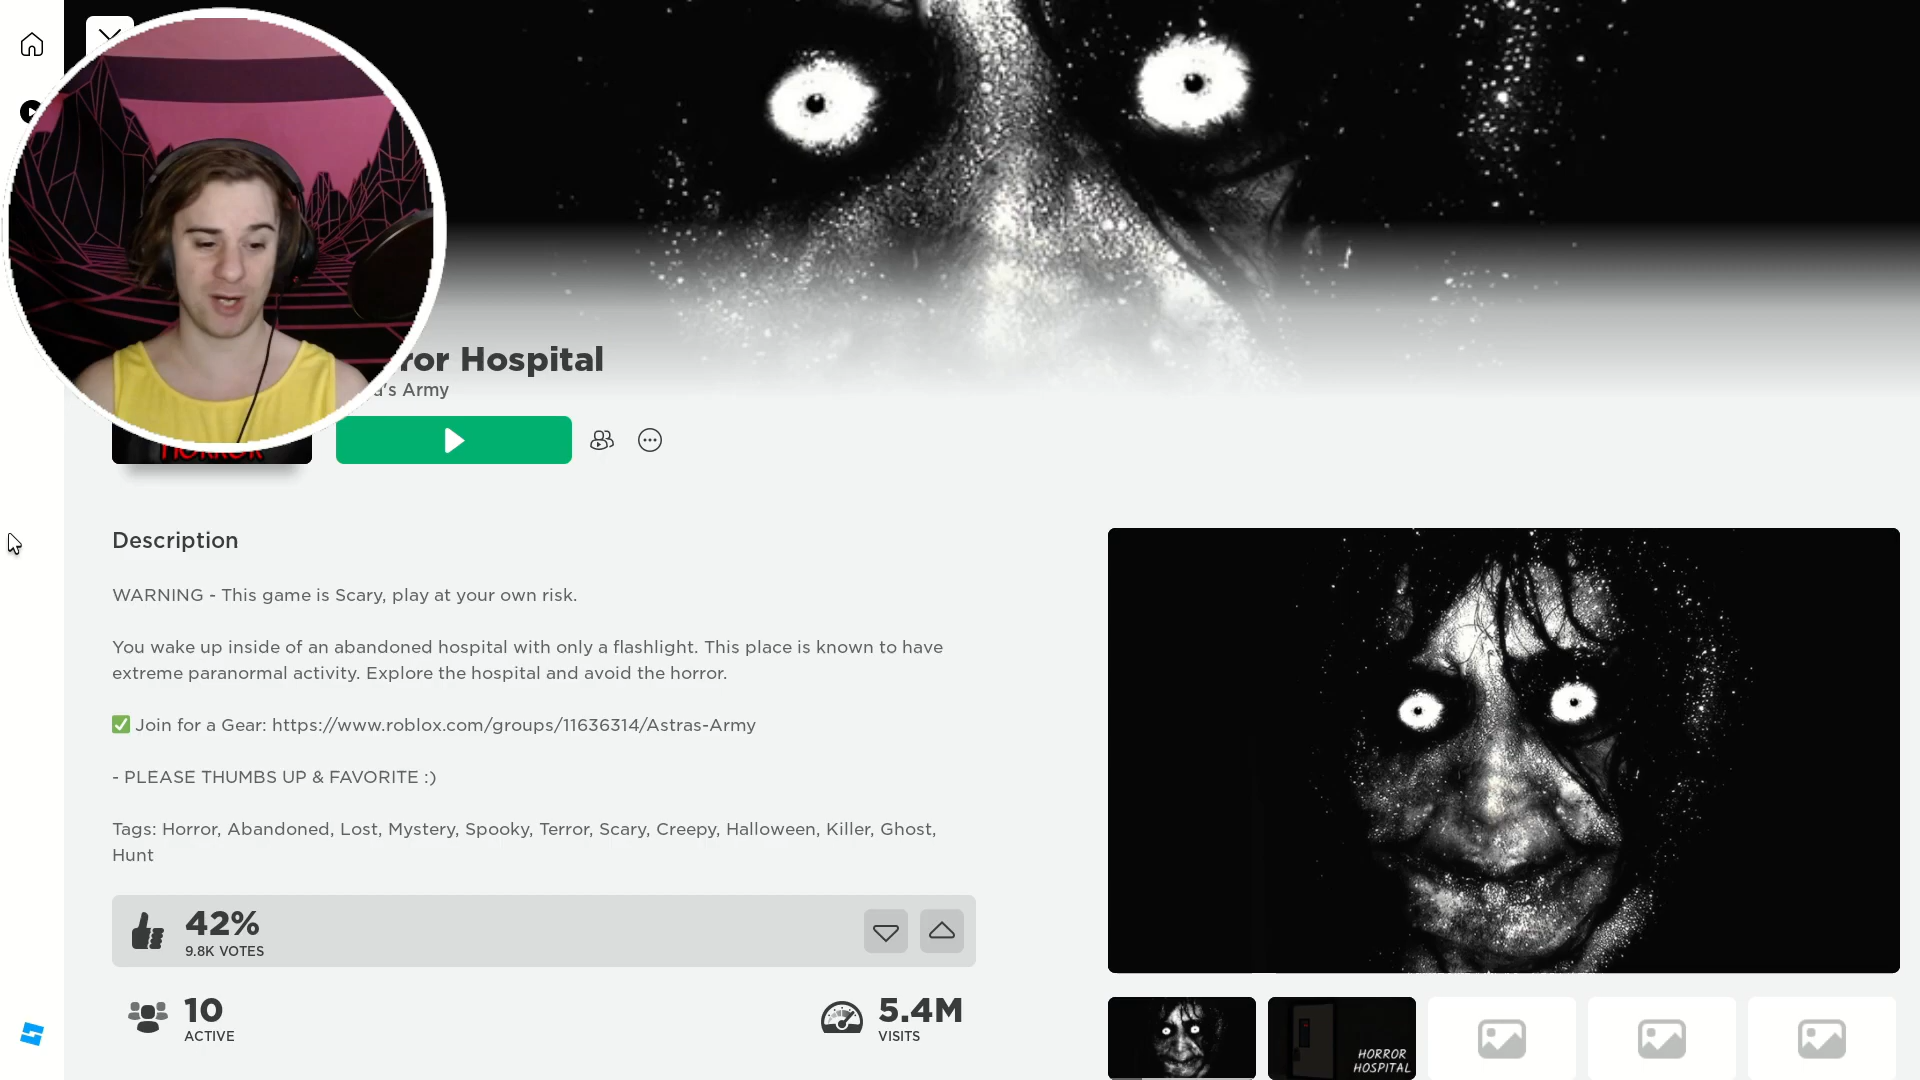 ror Hospital
a's Army
HORROR
Description
WARNING - This game is Scary, play at your own risk.
You wake up inside of an abandoned hospital with only a flashlight. This place is known to have
extreme paranormal activity. Explore the hospital and avoid the horror.
✅ Join for a Gear: https://www.roblox.com/groups/11636314/Astras-Army
- PLEASE THUMBS UP & FAVORITE :)
Tags: Horror, Abandoned, Lost, Mystery, Spooky, Terror, Scary, Creepy, Halloween, Killer, Ghost,
Hunt
42%
9.8K VOTES
10
ACTIVE
5.4M
VISITS
HORROR
HOSPITAL